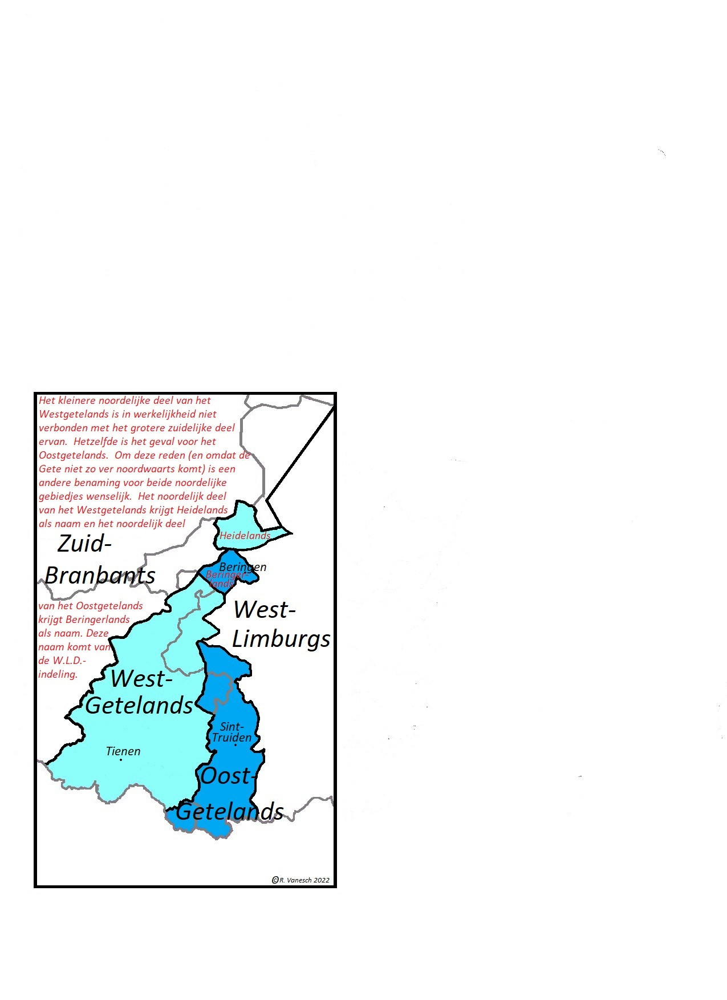 Het kleinere noordelijke deel van het
Westgetelands is in werkelijkheid niet
verbonden met het grotere zuidelijke deel
ervan.  Hetzelfde is het geval voor het
Oostgetelands.  Om deze reden (en omdat de
Gete niet zo ver noordwaarts komt) is een
andere benaming voor beide noordelijke
gebiedjes wenselijk.  Het noordelijk deel
van het Westgetelands krijgt Heidelands
als naam en het noordelijk deel
Heidelands
Zuid-
Branbants
Beringen
Beringer-
lands
van het Oostgetelands
krijgt Beringerlands
als naam. Deze
naam komt van
de W.L.D.-
indeling.
West-
Limburgs
West-
Getelands
Sint-
Truiden
Tienen
Oost-
Getelands
©R. Vanesch 2022